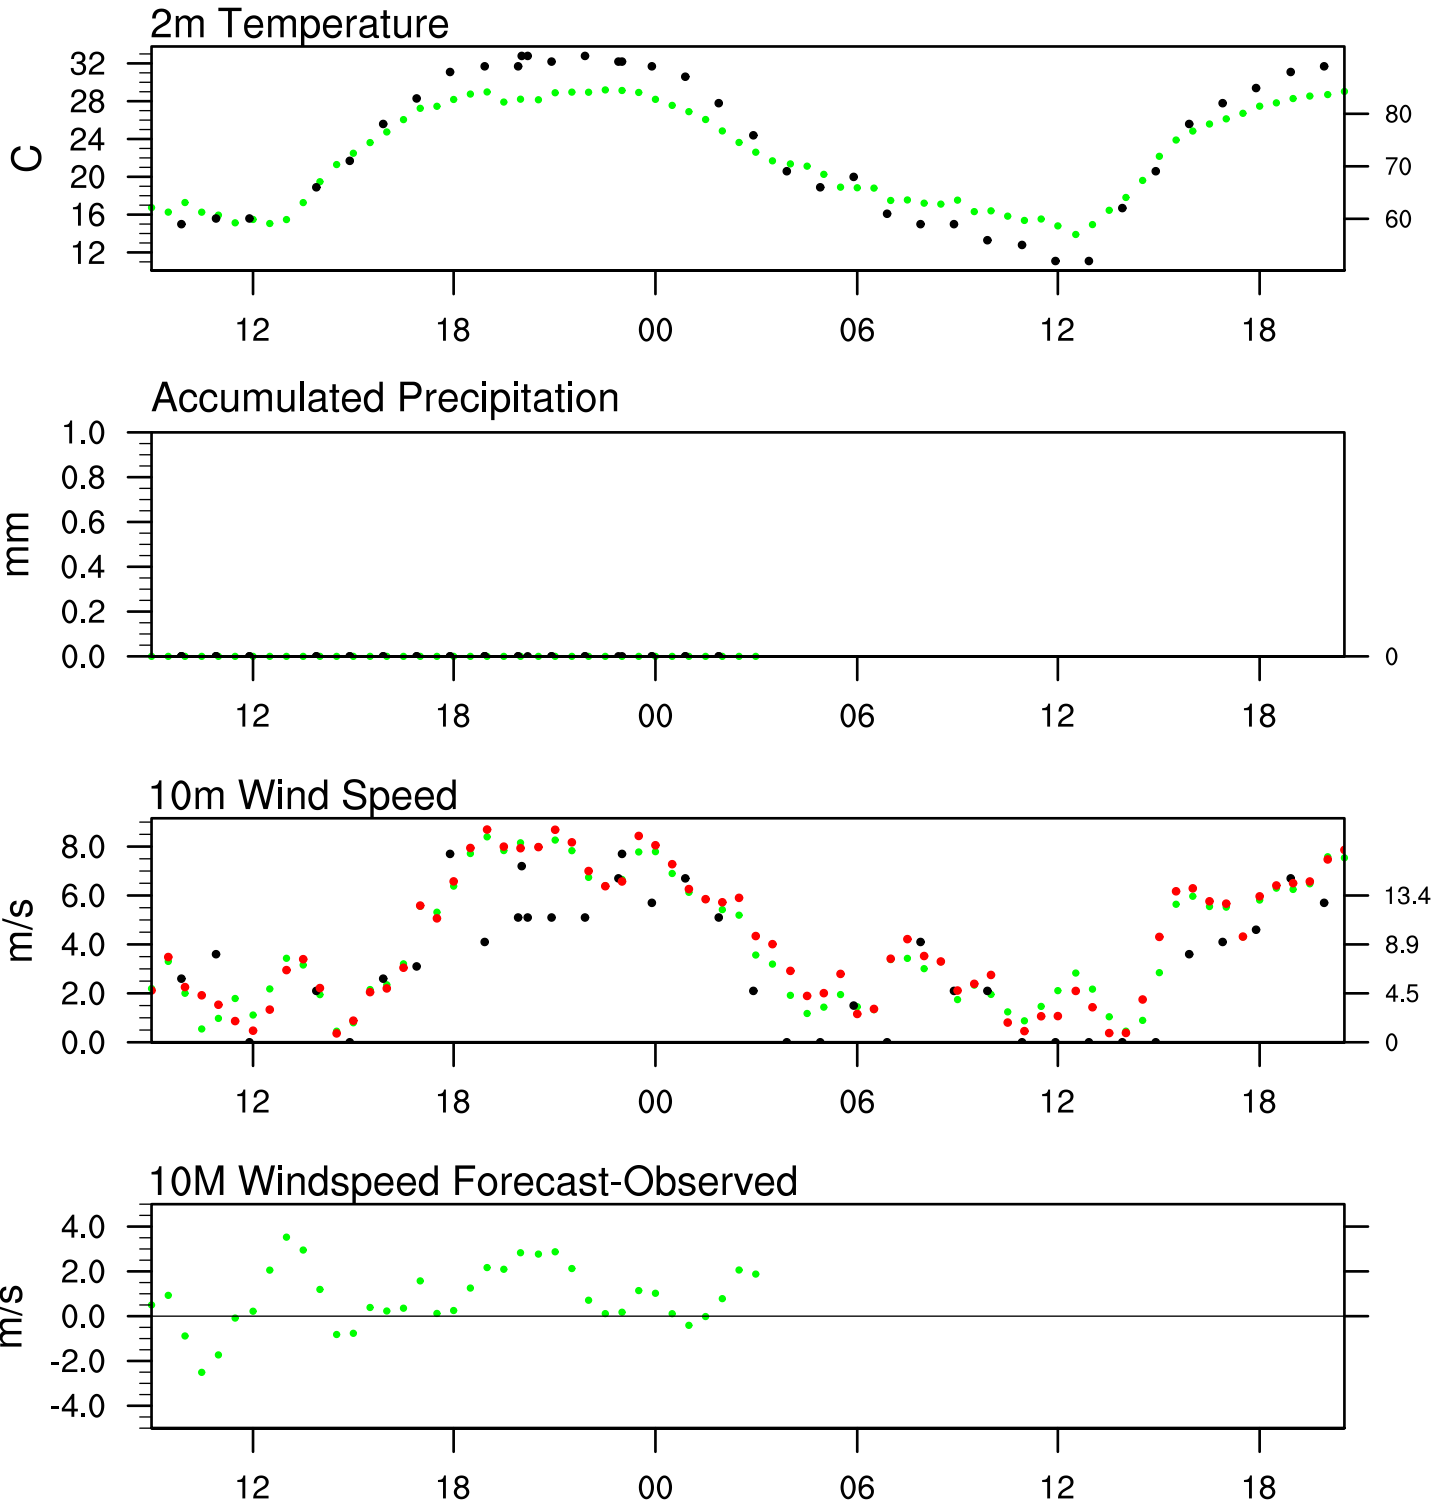 2m Temperature
32
28
24
20
16
12
C
80
70
60
12 18 00 06 12 18
Accumulated Precipitation
1.0
0.8
0.6
0.4
0.2
0.0
mm
0
12 18 00 06 12 18
10m Wind Speed
8.0
6.0
4.0
2.0
0.0
m/s
13.4
8.9
4.5
0
12 18 00 06 12 18
10M Windspeed Forecast-Observed
4.0
2.0
0.0
-2.0
-4.0
m/s
12 18 00 06 12 18